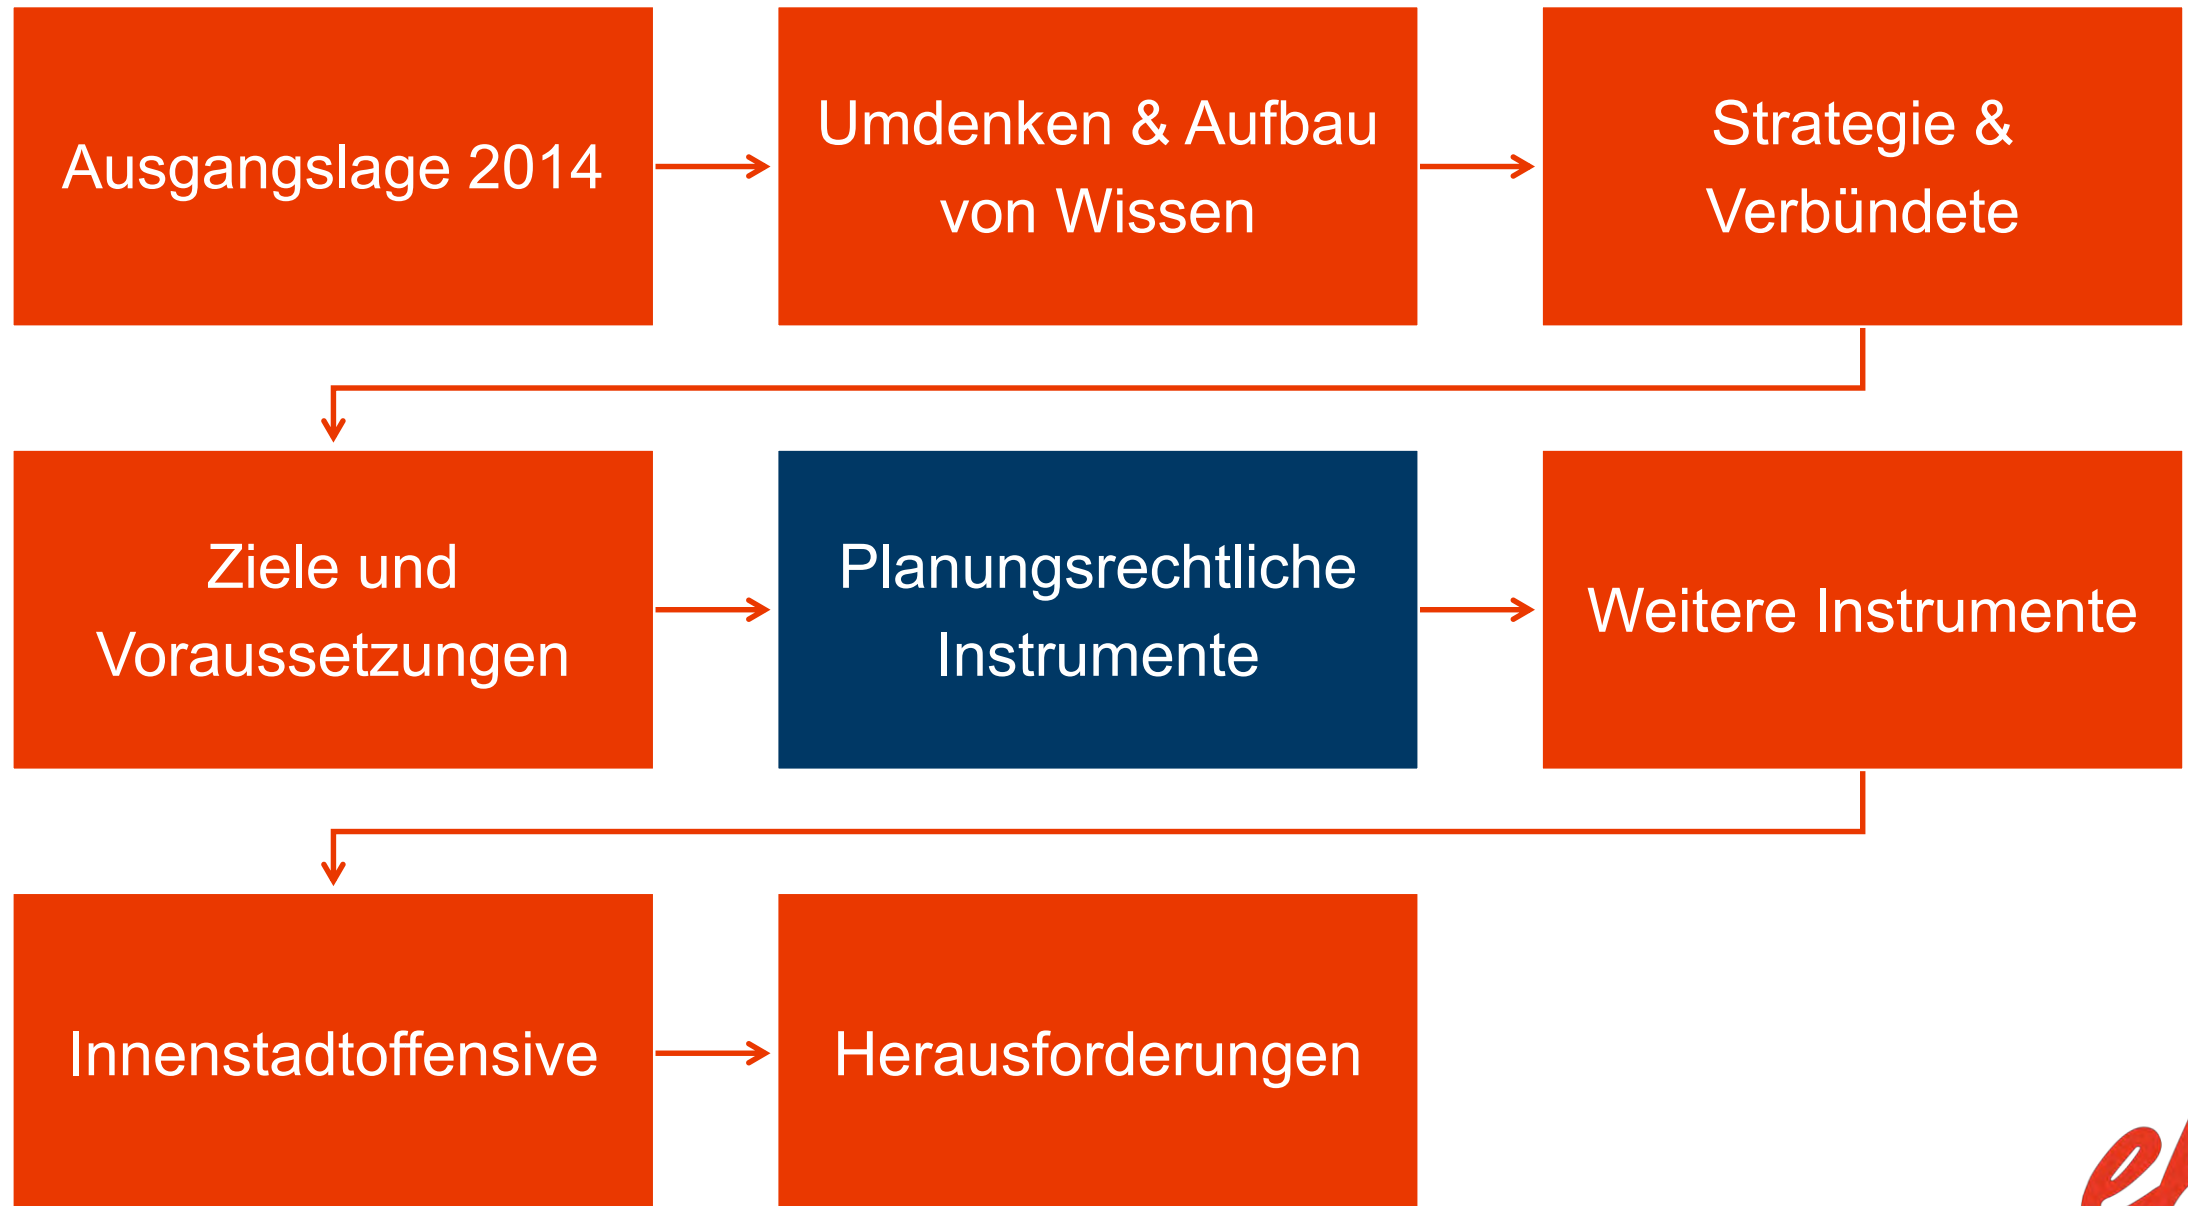 Ausgangslage 2014
Umdenken & Aufbau
von Wissen
Strategie &
Verbündete
Ziele und
Voraussetzungen
Planungsrechtliche
Instrumente
Weitere Instrumente
Innenstadtoffensive
Herausforderungen